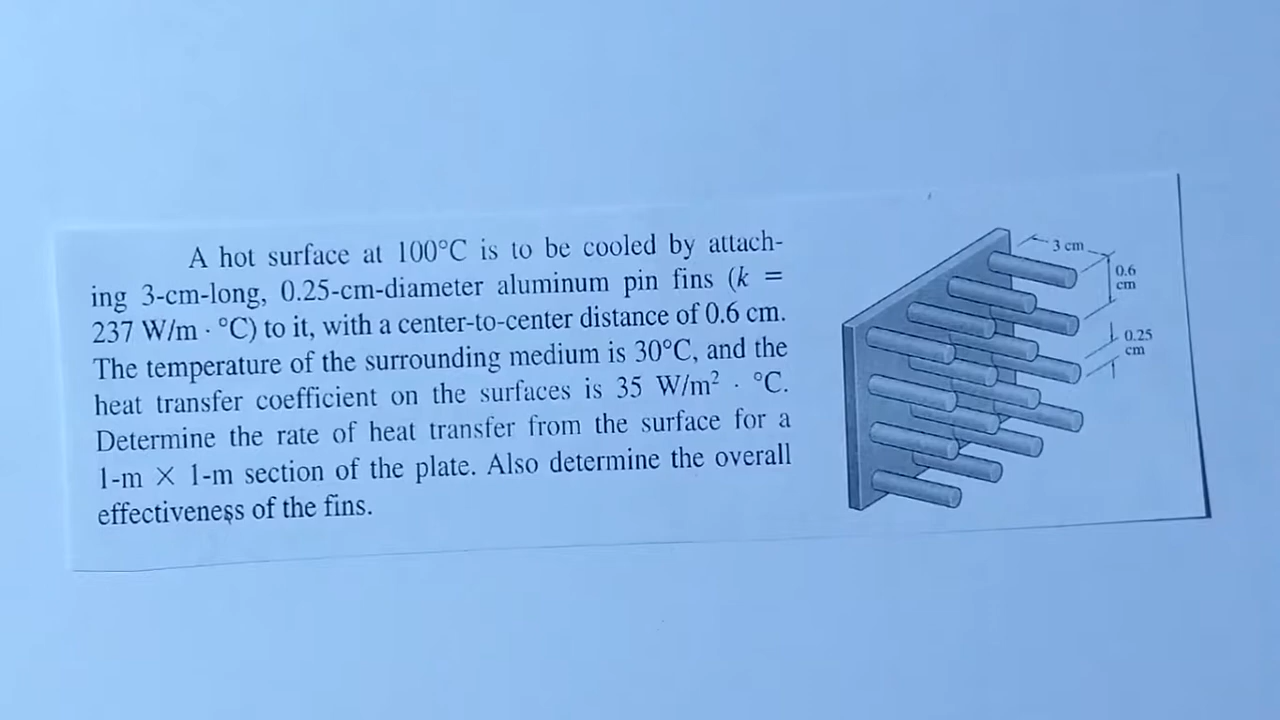 A hot surface at 100°C is to be cooled by attach-
ing 3-cm-long, 0.25-cm-diameter aluminum pin fins (k =
237 W/m · °C) to it, with a center-to-center distance of 0.6 cm.
The temperature of the surrounding medium is 30°C, and the
heat transfer coefficient on the surfaces is 35 W/m² · °C.
Determine the rate of heat transfer from the surface for a
1-m × 1-m section of the plate. Also determine the overall
effectiveness of the fins.
3 cm
0.6
cm
0.25
cm